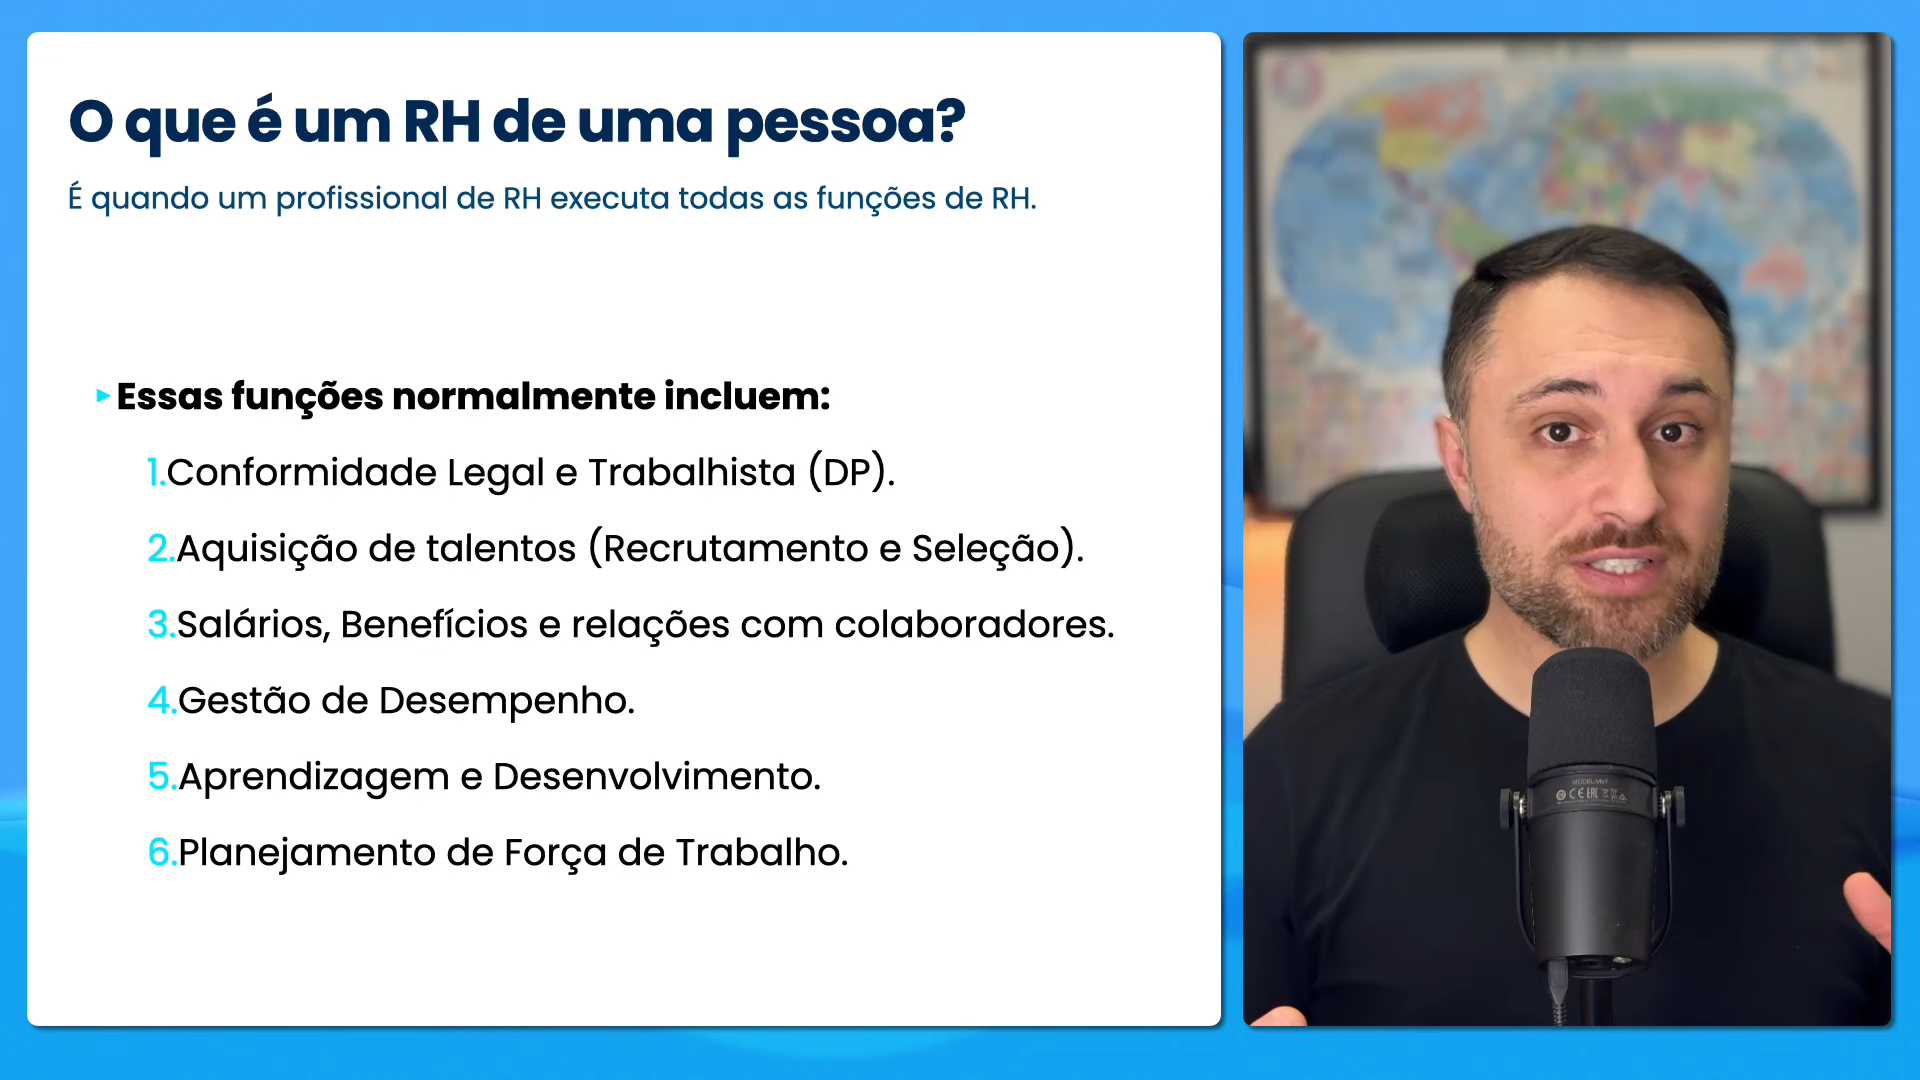 O que é um RH de uma pessoa?
É quando um profissional de RH executa todas as funções de RH.
Essas funções normalmente incluem:
1.Conformidade Legal e Trabalhista (DP).
2.Aquisição de talentos (Recrutamento e Seleção).
3.Salários, Benefícios e relações com colaboradores.
4.Gestão de Desempenho.
5.Aprendizagem e Desenvolvimento.
6.Planejamento de Força de Trabalho.